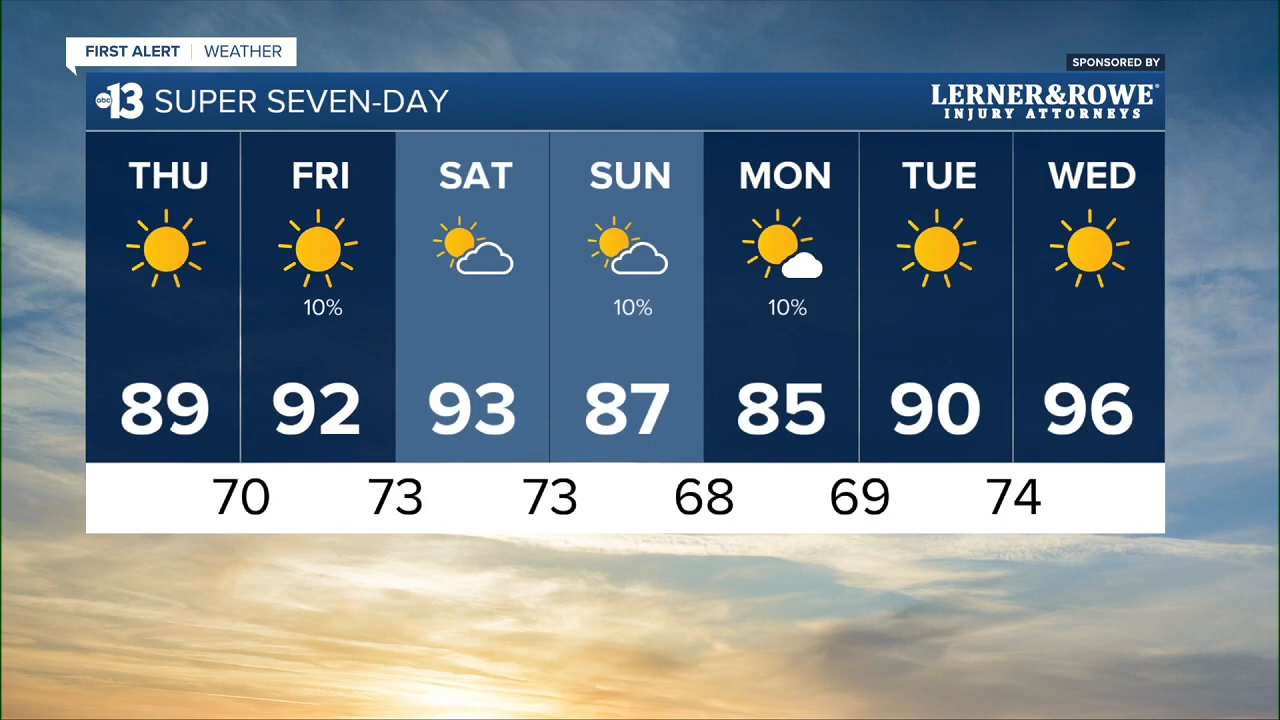 FIRST ALERT | WEATHER
SPONSORED BY
abc 13 SUPER SEVEN-DAY
LERNER&ROWE®
INJURY ATTORNEYS
THU FRI SAT SUN MON TUE WED
10% 10% 10%
89 92 93 87 85 90 96
70 73 73 68 69 74